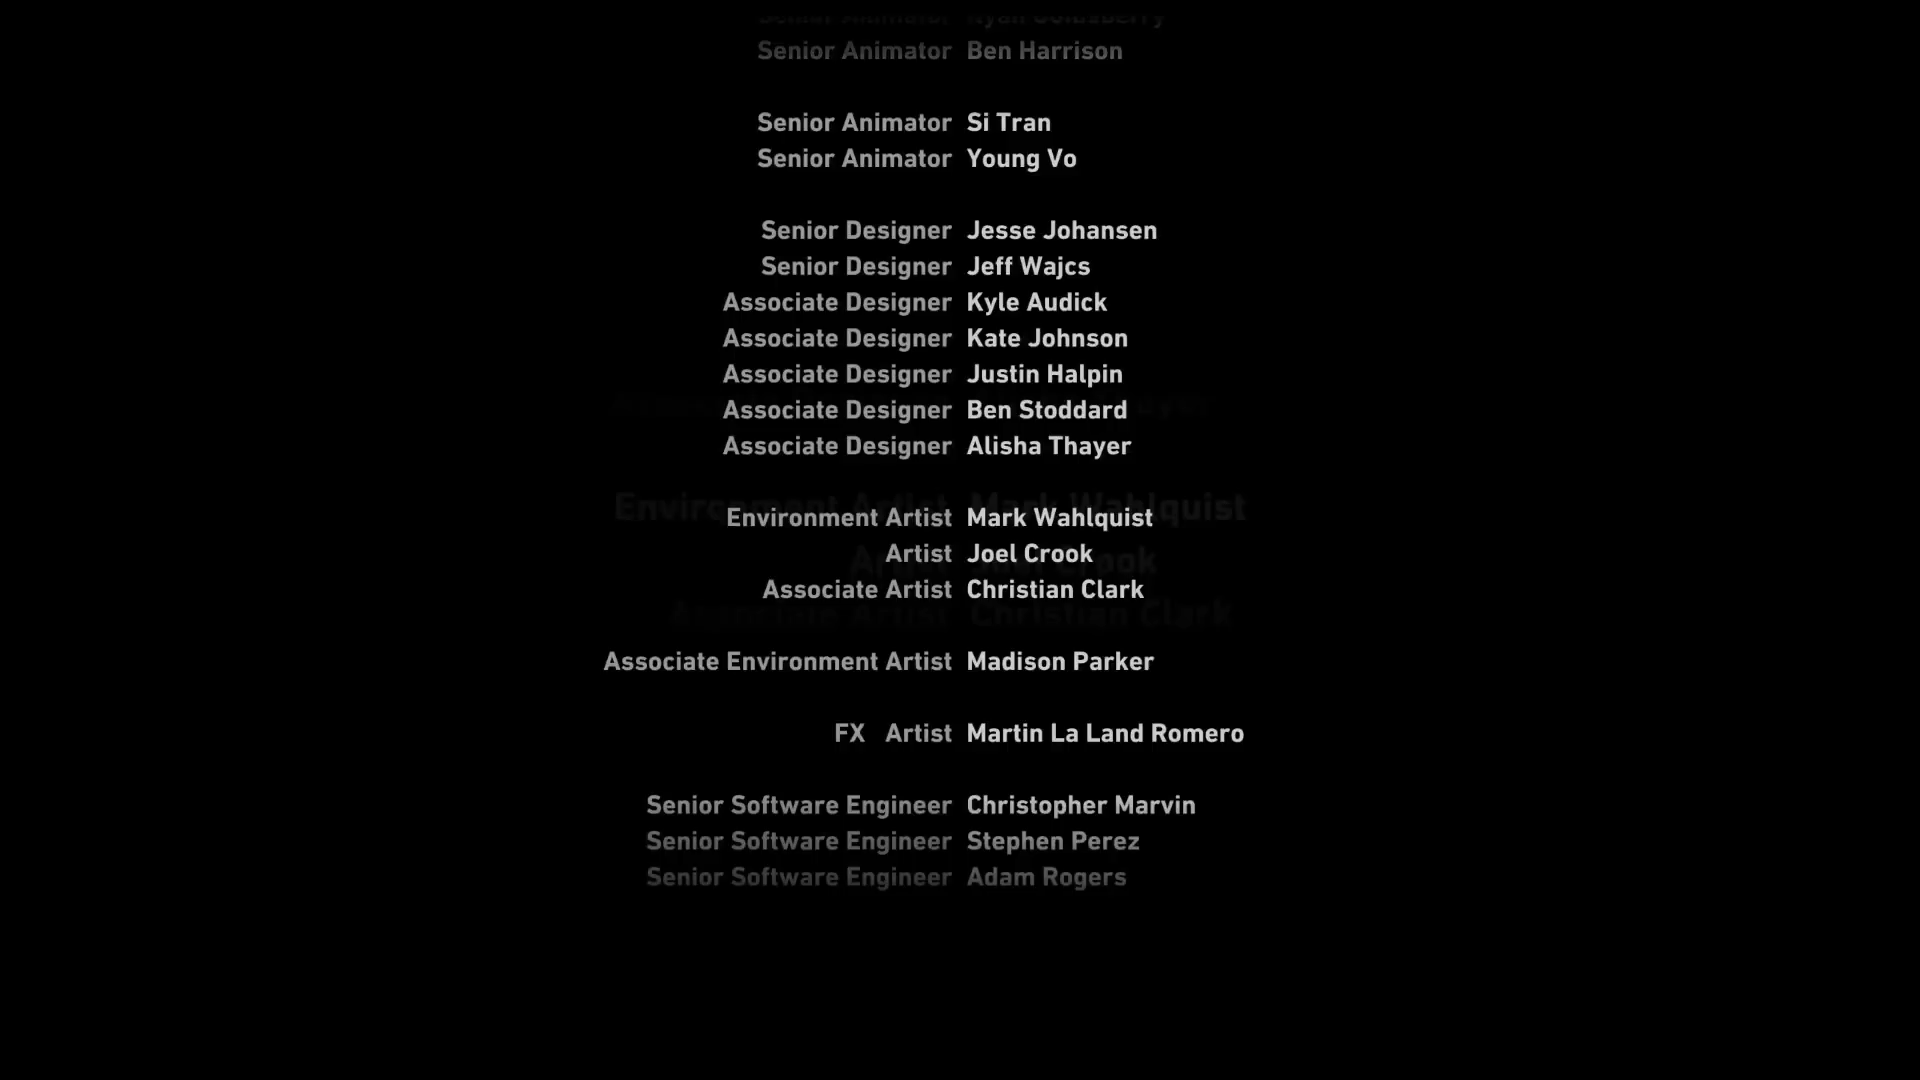 Senior Animator
Senior Animator Ben Harrison
Senior Animator Si Tran
Senior Animator Young Vo
Senior Designer Jesse Johansen
Senior Designer Jeff Wajcs
Associate Designer Kyle Audick
Associate Designer Kate Johnson
Associate Designer Justin Halpin
Associate Designer Ben Stoddard
Associate Designer Alisha Thayer
Environment Artist Mark Wahlquist
Artist Joel Crook
Associate Artist Christian Clark
Associate Environment Artist Madison Parker
FX Artist Martin La Land Romero
Senior Software Engineer Christopher Marvin
Senior Software Engineer Stephen Perez
Senior Software Engineer Adam Rogers